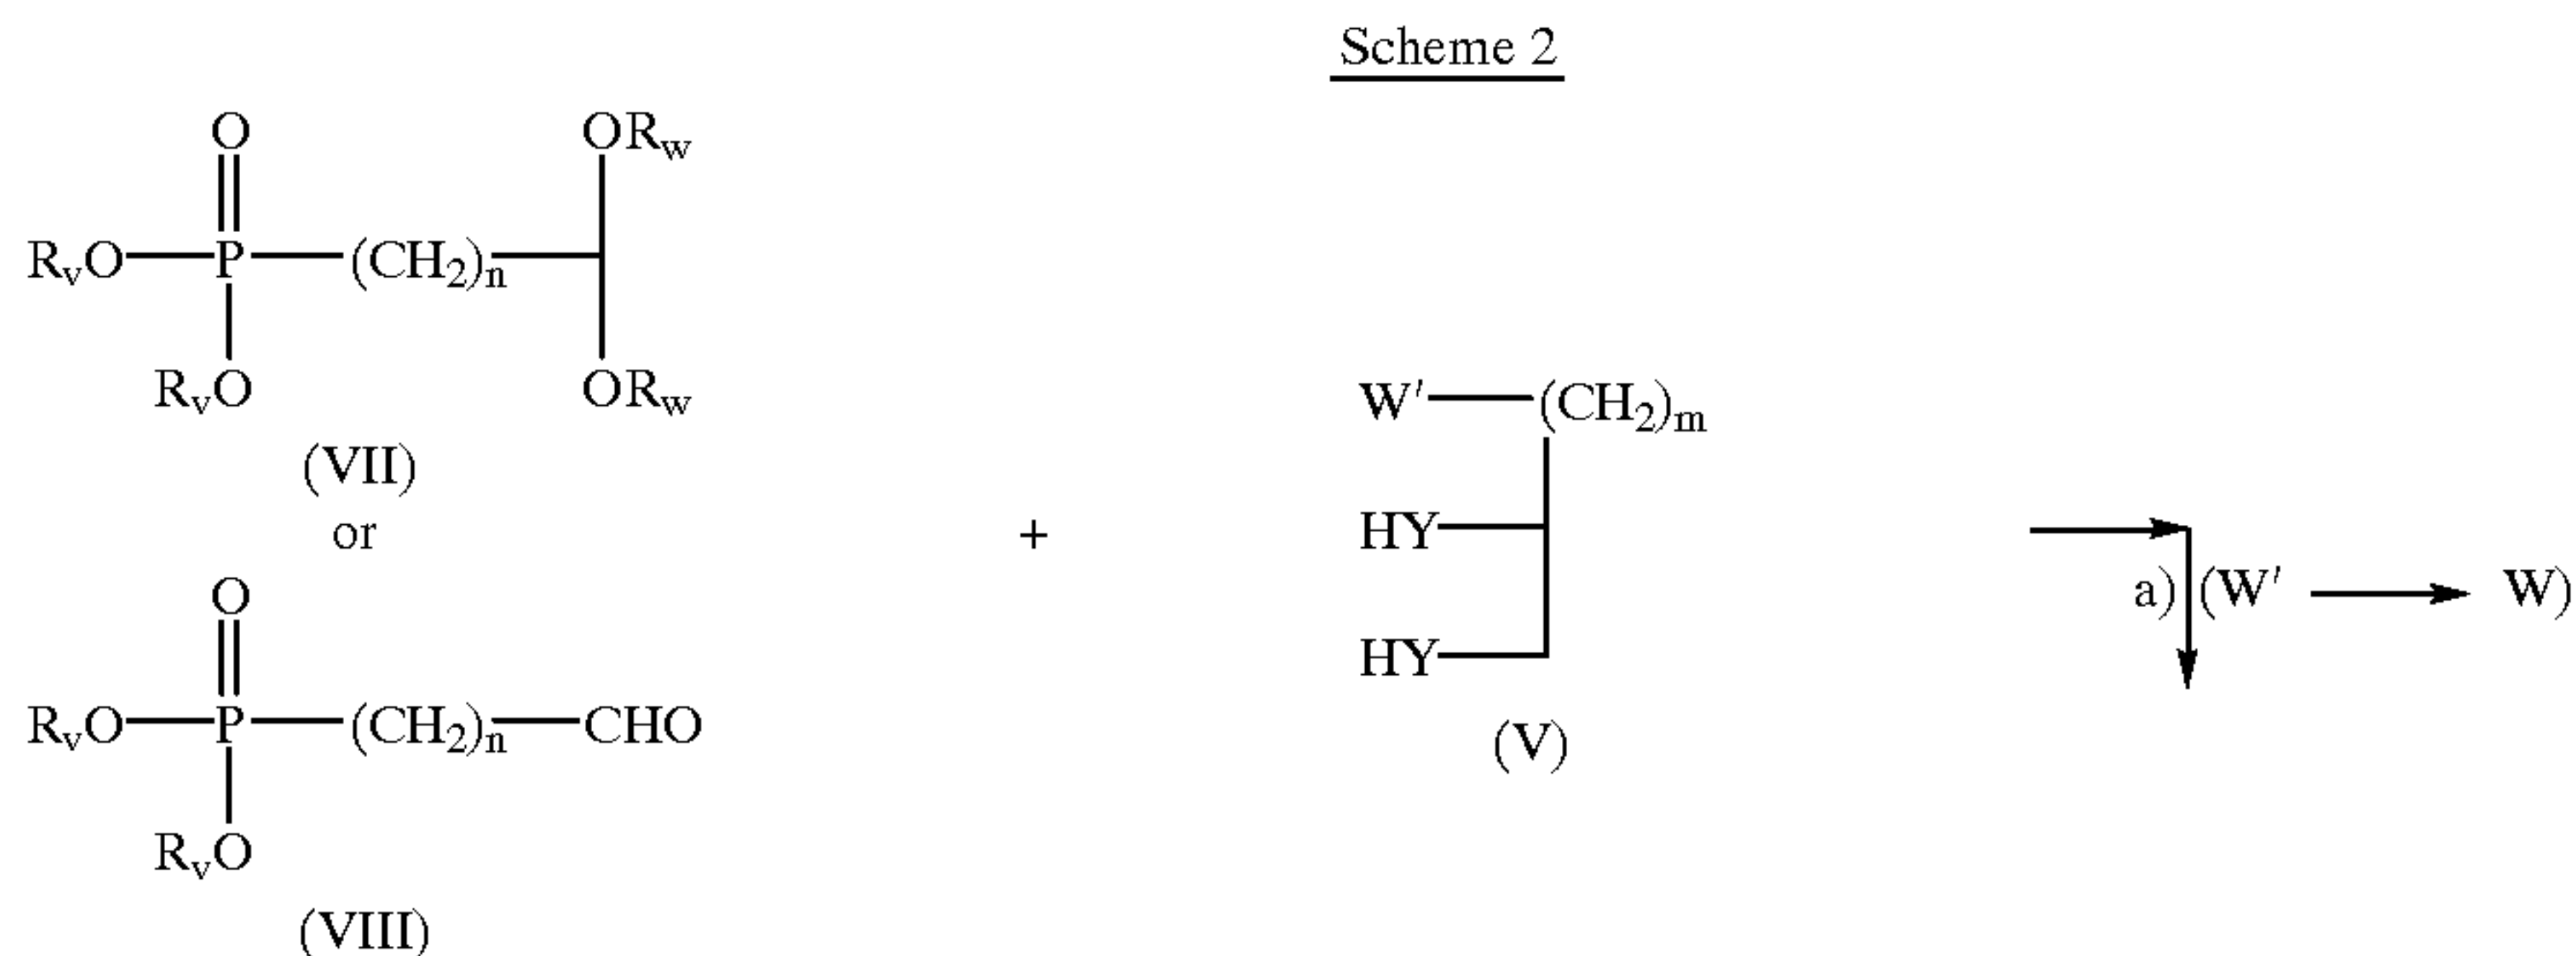 Scheme 2
O ORw
RvO P (CH2)n
RvO ORw
(VII)
or
O
RvO P (CH2)n CHO
RvO
(VIII)
+
W' (CH2)m
HY
HY
(V)
a) (W' W)